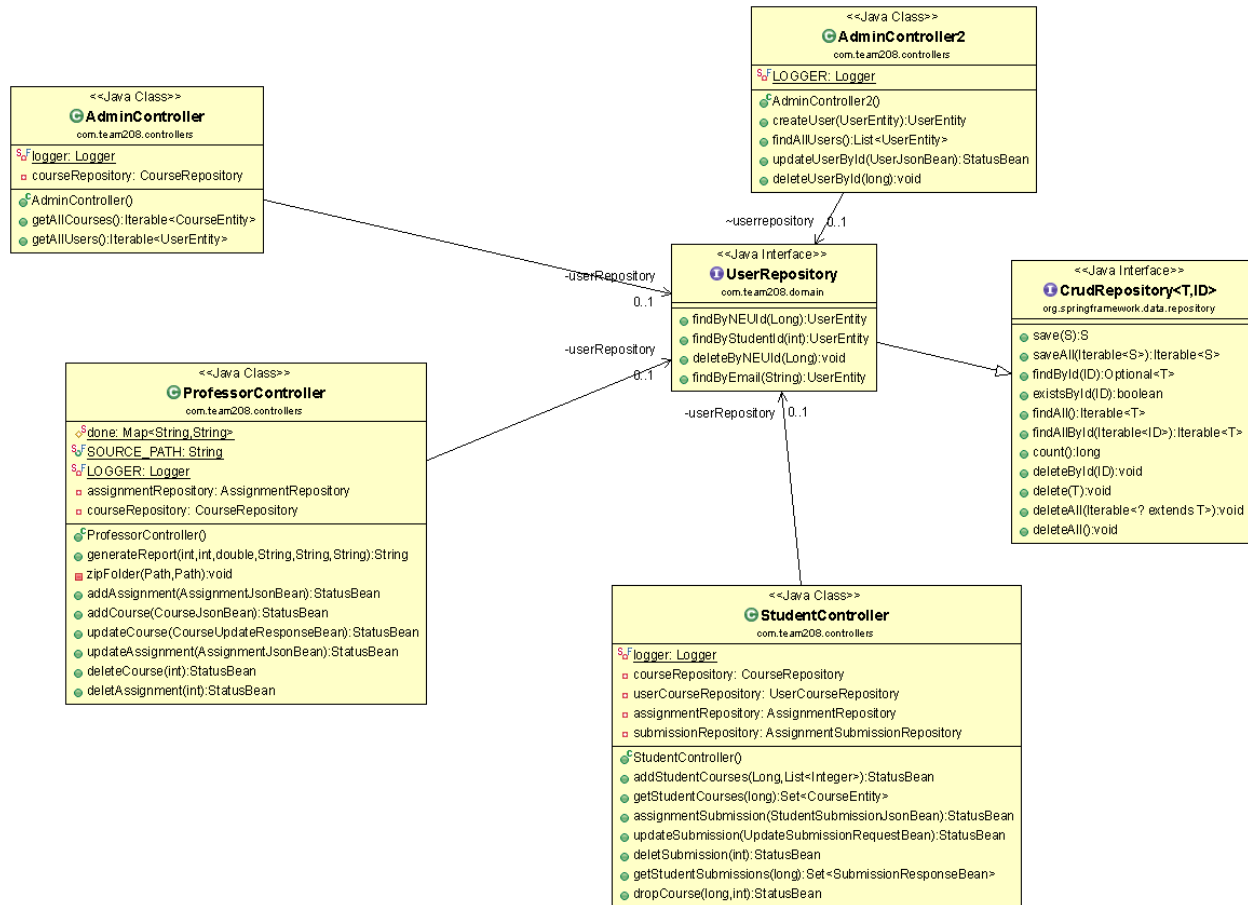 <<Java Class>>
AdminController2
com.team208.controllers
LOGGER: Logger
AdminController2()
createUser(UserEntity):UserEntity
findAllUsers():List<UserEntity>
updateUserById(UserJsonBean):StatusBean
deleteUserById(long):void
<<Java Class>>
AdminController
com.team208.controllers
logger: Logger
courseRepository: CourseRepository
AdminController()
getAllCourses():Iterable<CourseEntity>
getAllUsers():Iterable<UserEntity>
~userrepository 0..1
-userRepository
0..1
<<Java Interface>>
UserRepository
com.team208.domain
findByNEUId(Long):UserEntity
findByStudentId(int):UserEntity
deleteByNEUId(Long):void
findByEmail(String):UserEntity
<<Java Interface>>
CrudRepository<T,ID>
org.springframework.data.repository
save(S):S
saveAll(Iterable<S>):Iterable<S>
findById(ID):Optional<T>
existsById(ID):boolean
findAll():Iterable<T>
findAllById(Iterable<ID>):Iterable<T>
count():long
deleteById(ID):void
delete(T):void
deleteAll(Iterable<? extends T>):void
deleteAll():void
-userRepository
0..1
<<Java Class>>
ProfessorController
com.team208.controllers
done: Map<String,String>
SOURCE_PATH: String
LOGGER: Logger
assignmentRepository: AssignmentRepository
courseRepository: CourseRepository
ProfessorController()
generateReport(int,int,double,String,String,String):String
zipFolder(Path,Path):void
addAssignment(AssignmentJsonBean):StatusBean
addCourse(CourseJsonBean):StatusBean
updateCourse(CourseUpdateResponseBean):StatusBean
updateAssignment(AssignmentJsonBean):StatusBean
deleteCourse(int):StatusBean
deletAssignment(int):StatusBean
-userRepository 0..1
<<Java Class>>
StudentController
com.team208.controllers
logger: Logger
courseRepository: CourseRepository
userCourseRepository: UserCourseRepository
assignmentRepository: AssignmentRepository
submissionRepository: AssignmentSubmissionRepository
StudentController()
addStudentCourses(Long,List<Integer>):StatusBean
getStudentCourses(long):Set<CourseEntity>
assignmentSubmission(StudentSubmissionJsonBean):StatusBean
updateSubmission(UpdateSubmissionRequestBean):StatusBean
deletSubmission(int):StatusBean
getStudentSubmissions(long):Set<SubmissionResponseBean>
dropCourse(long,int):StatusBean